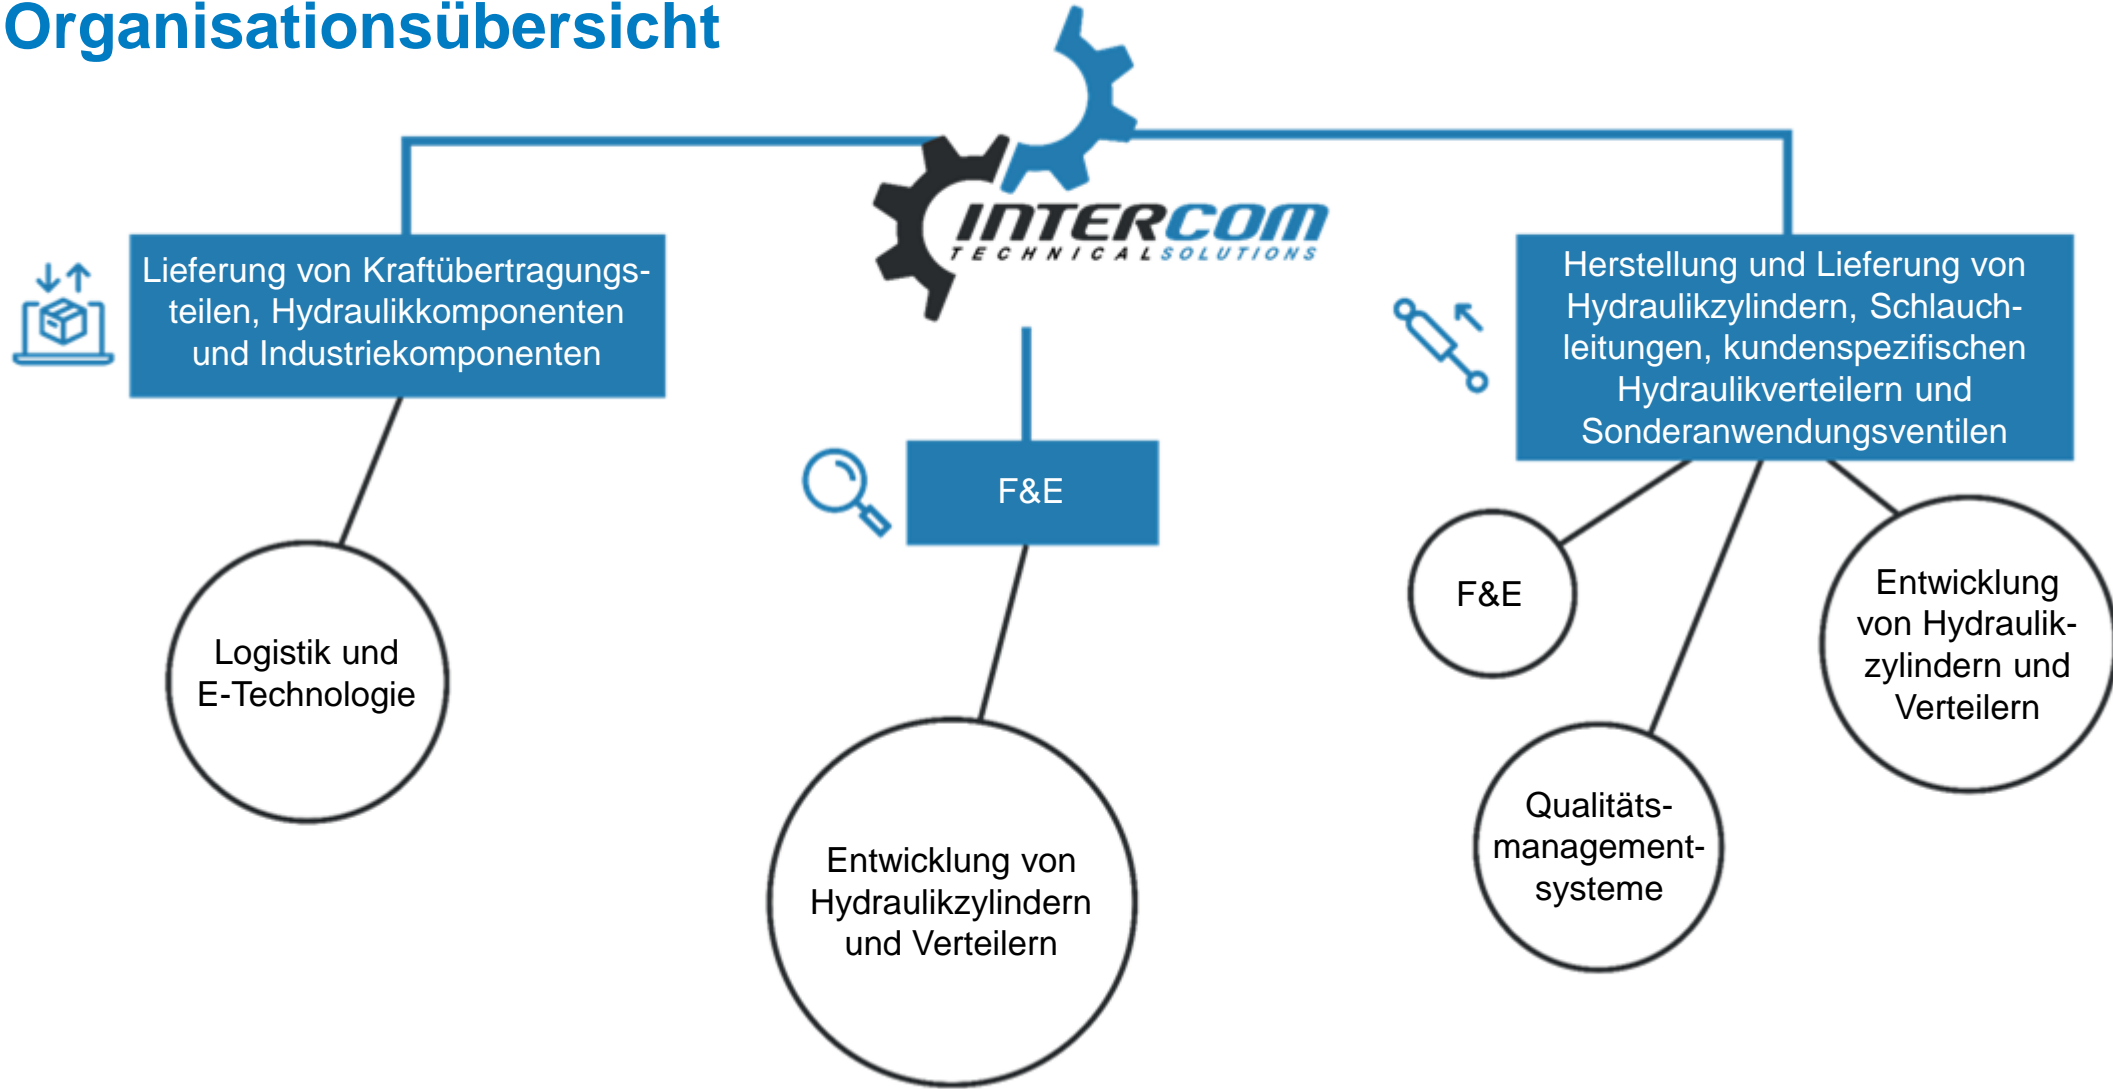 Organisationsübersicht
INTERCOM
TECHNICAL SOLUTIONS
Lieferung von Kraftübertragungs-
teilen, Hydraulikkomponenten
und Industriekomponenten
Logistik und
E-Technologie
F&E
Entwicklung von
Hydraulikzylindern
und Verteilern
Herstellung und Lieferung von
Hydraulikzylindern, Schlauch-
leitungen, kundenspezifischen
Hydraulikverteilern und
Sonderanwendungsventilen
F&E
Qualitäts-
management-
systeme
Entwicklung
von Hydraulik-
zylindern und
Verteilern